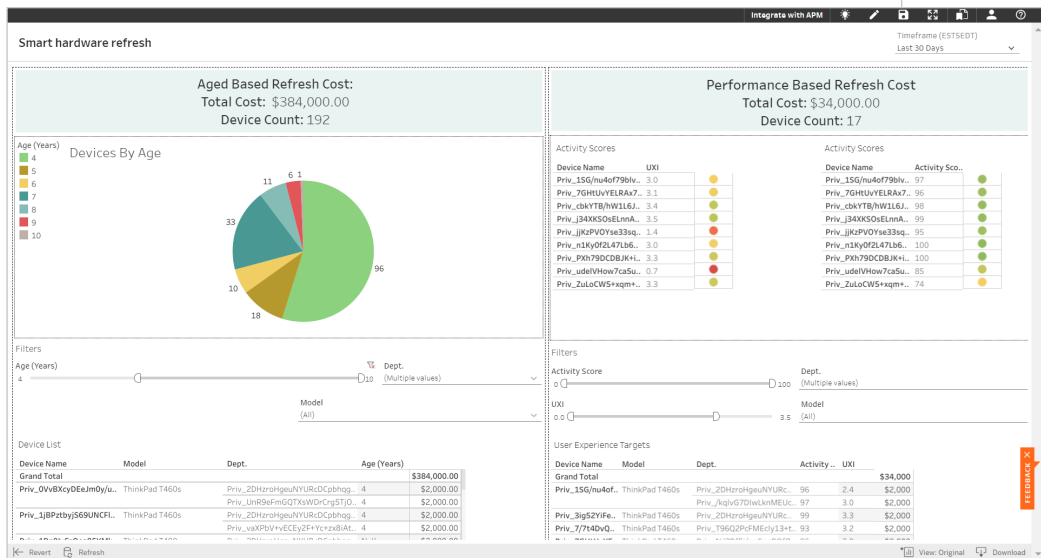 Integrate with APM
Smart hardware refresh
Timeframe (ESTSEDT)
Last 30 Days
Aged Based Refresh Cost:
Total Cost: $384,000.00
Device Count: 192
Age (Years)
4
5
6
7
8
9
10
Devices By Age
6 1
11
33
96
10
18
Filters
Age (Years)
4
10
Dept.
(Multiple values)
Model
(All)
Device List
Device Name Model Dept. Age (Years)
Grand Total $384,000.00
Priv_0VvBXcyDEeJm0y/u.. ThinkPad T460s Priv_2DHzroHgeuNYURcDCpbhqg.. 4 $2,000.00
Priv_UnR9eFmGQTXsWDrCrg5TjO.. 4 $2,000.00
Priv_1jBPztbyjS69UNCFl.. ThinkPad T460s Priv_2DHzroHgeuNYURcDCpbhqg.. 4 $2,000.00
Priv_vaXPbV+vECEy2F+Yc+zx8iAt.. 4 $2,000.00
Performance Based Refresh Cost
Total Cost: $34,000.00
Device Count: 17
Activity Scores
Device Name UXI
Priv_1SG/nu4of79blv.. 3.0
Priv_7GHtUvYELRAx7.. 3.1
Priv_cbkYTB/hW1L6J.. 3.4
Priv_j34XKSOsELnnA.. 3.5
Priv_jjKzPVOYse33sq.. 1.4
Priv_n1Ky0f2L47Lb6.. 3.0
Priv_PXh79DCDBJK+i.. 3.3
Priv_udelVHow7ca5u.. 0.7
Priv_ZuLoCW5+xqm+.. 3.3
Activity Scores
Device Name Activity Sco..
Priv_1SG/nu4of79blv.. 97
Priv_7GHtUvYELRAx7.. 96
Priv_cbkYTB/hW1L6J.. 98
Priv_j34XKSOsELnnA.. 99
Priv_jjKzPVOYse33sq.. 95
Priv_n1Ky0f2L47Lb6.. 100
Priv_PXh79DCDBJK+i.. 100
Priv_udelVHow7ca5u.. 85
Priv_ZuLoCW5+xqm+.. 74
Filters
Activity Score
0
100
Dept.
(Multiple values)
UXI
0.0
3.5
Model
(All)
User Experience Targets
Device Name Model Dept. Activity .. UXI
Grand Total $34,000
Priv_1SG/nu4of.. ThinkPad T460s Priv_2DHzroHgeuNYURc.. 96 2.4 $2,000
Priv_/kqlvG7DIwLknMEUc.. 97 3.0 $2,000
Priv_3ig52YiFe.. ThinkPad T460s Priv_2DHzroHgeuNYURc.. 99 3.3 $2,000
Priv_7/7t4DvQ.. ThinkPad T460s Priv_T96Q2PcFMEcly13+t.. 93 3.2 $2,000
FEEDBACK
Revert
Refresh
View: Original
Download